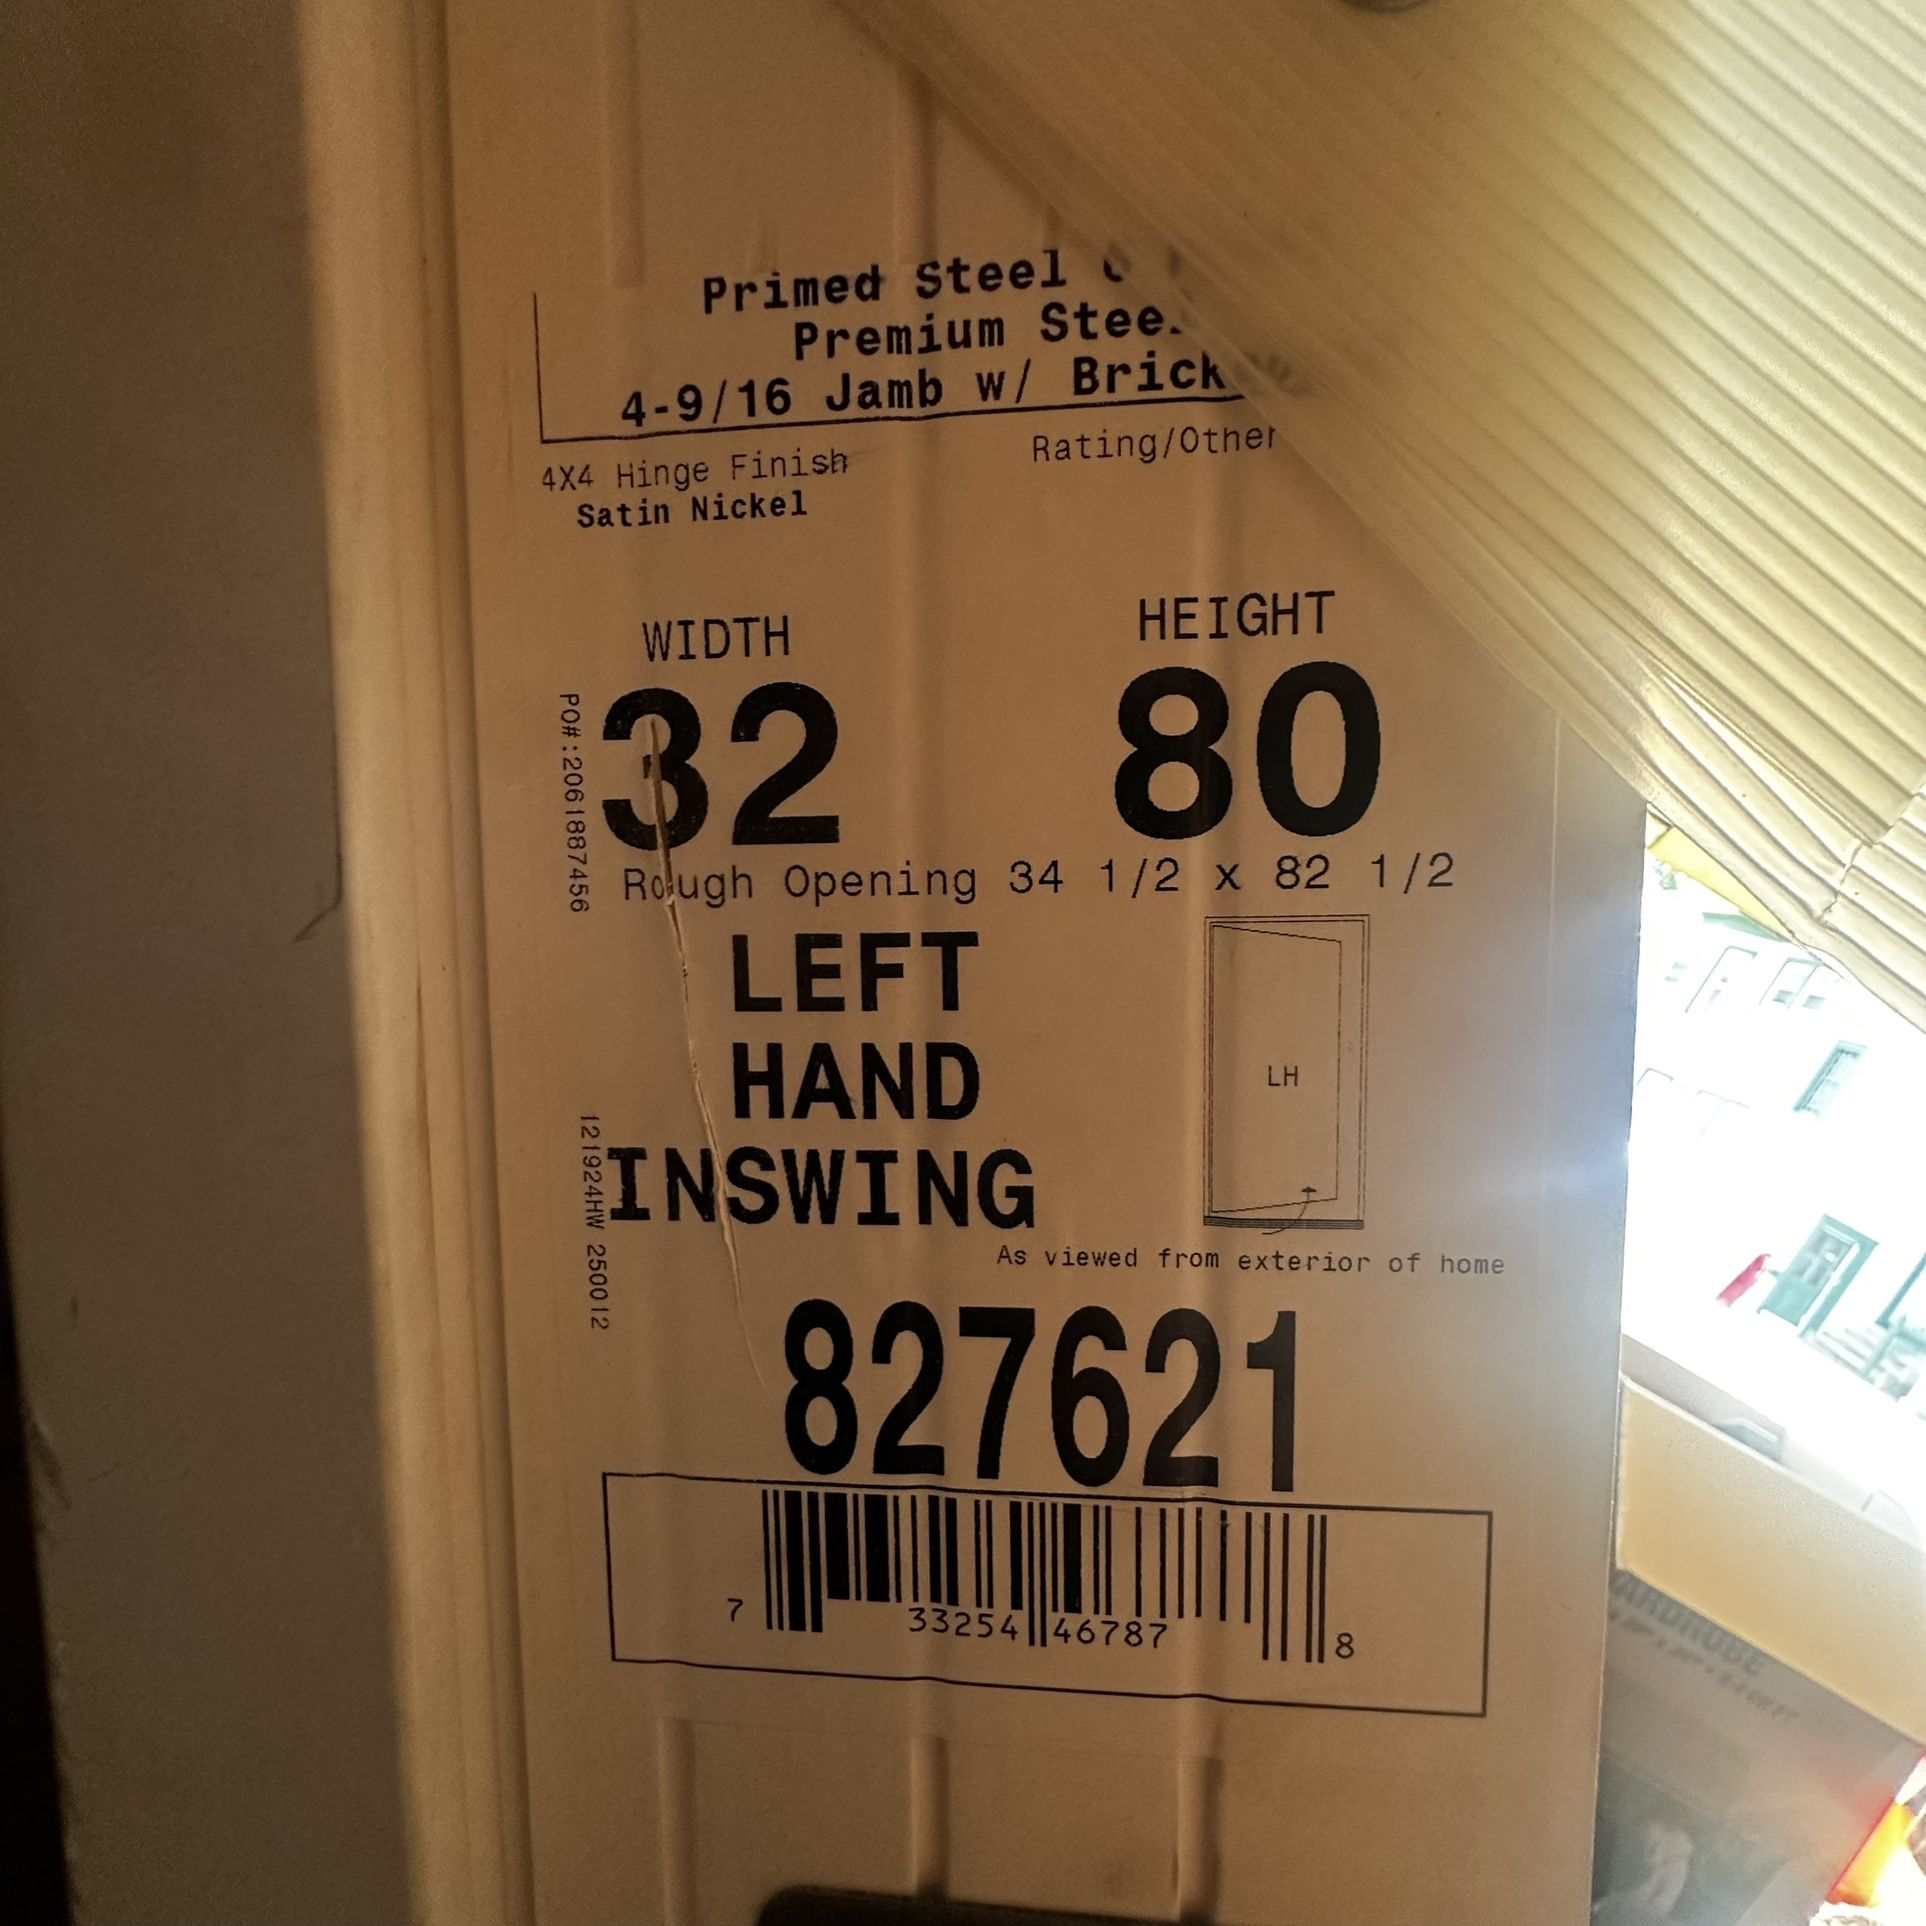 Primed Steel
Premium Steel
4-9/16 Jamb w/ Brick
4X4 Hinge Finish
Rating/Other
Satin Nickel
WIDTH
HEIGHT
32
80
PO#:2061887456
Rough Opening 34 1/2 x 82 1/2
LEFT
HAND
INSWING
LH
121924HW 250012
As viewed from exterior of home
827621
7 33254 46787 8